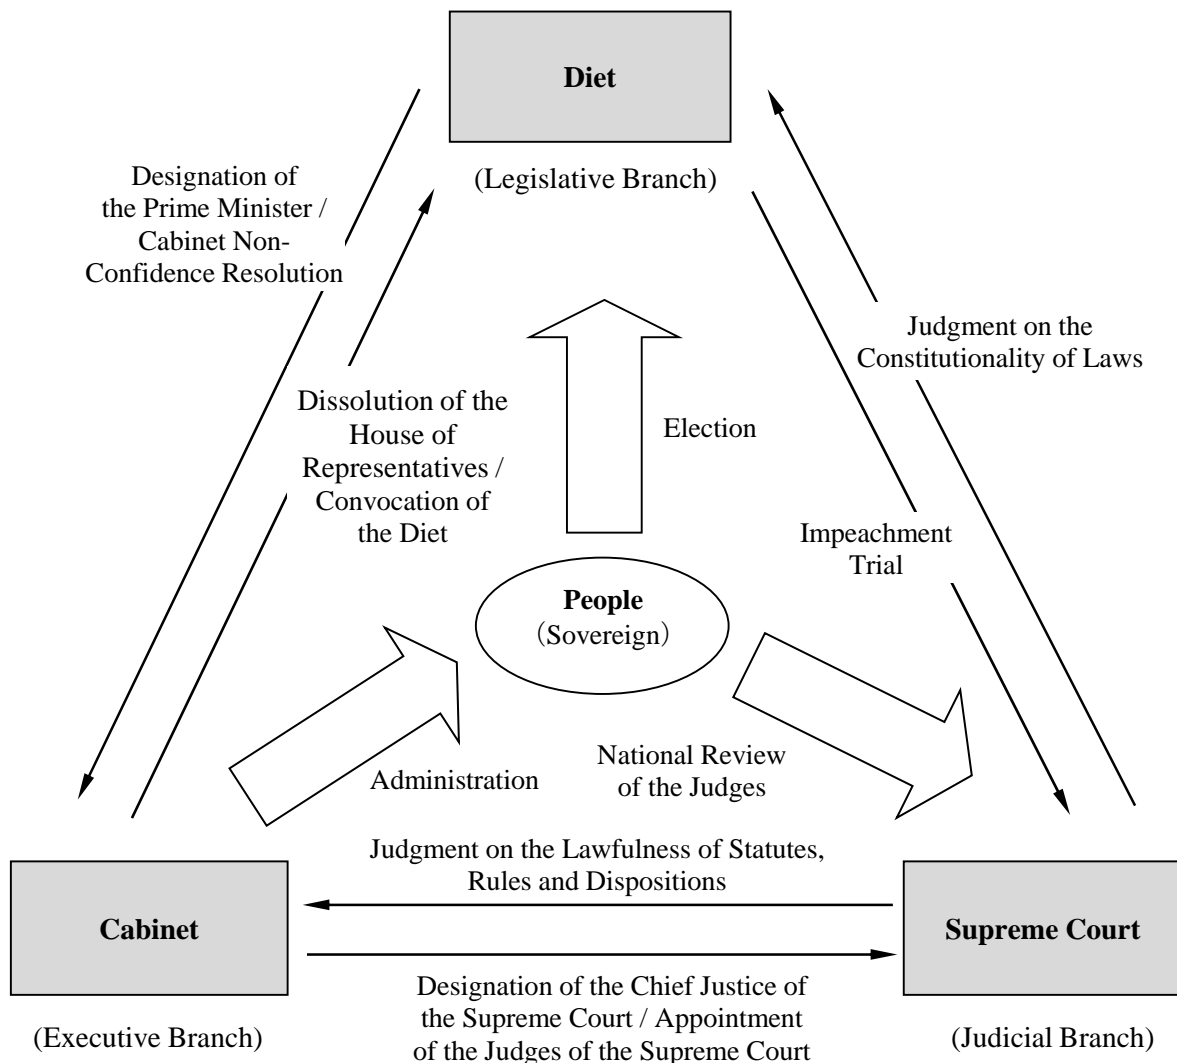 Diet
(Legislative Branch)
Designation of
the Prime Minister /
Cabinet Non-
Confidence Resolution
Judgment on the
Constitutionality of Laws
Dissolution of the
House of
Representatives /
Convocation of
the Diet
Election
Impeachment
Trial
People
(Sovereign)
Administration
National Review
of the Judges
Judgment on the Lawfulness of Statutes,
Rules and Dispositions
Cabinet
Supreme Court
Designation of the Chief Justice of
the Supreme Court / Appointment
of the Judges of the Supreme Court
(Executive Branch)
(Judicial Branch)